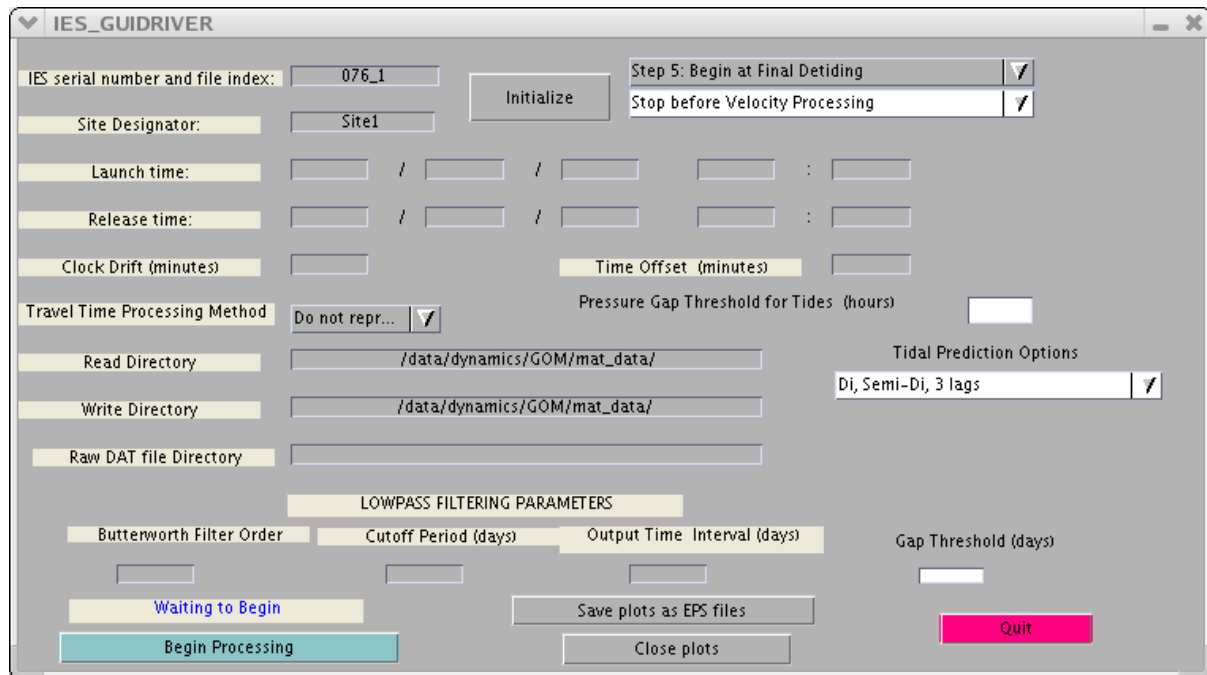 IES_GUIDRIVER
IES serial number and file index: 076_1
Initialize
Step 5: Begin at Final Detiding
Stop before Velocity Processing
Site Designator: Site1
Launch time: / / :
Release time: / / :
Clock Drift (minutes)
Time Offset (minutes)
Travel Time Processing Method
Do not repr...
Pressure Gap Threshold for Tides (hours)
Read Directory /data/dynamics/GOM/mat_data/
Tidal Prediction Options
Di, Semi-Di, 3 lags
Write Directory /data/dynamics/GOM/mat_data/
Raw DAT file Directory
LOWPASS FILTERING PARAMETERS
Butterworth Filter Order
Cutoff Period (days)
Output Time Interval (days)
Gap Threshold (days)
Waiting to Begin
Save plots as EPS files
Quit
Begin Processing
Close plots